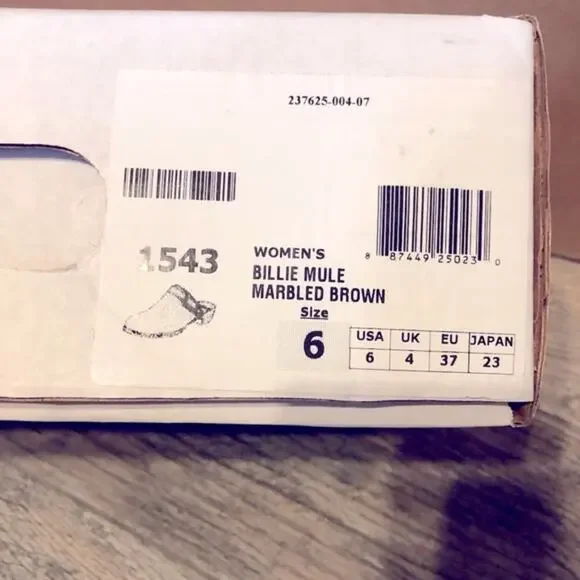 237625-004-07
8 87449 25023 0
1543
WOMEN'S
BILLIE MULE
MARBLED BROWN
Size
6
USA UK EU JAPAN
6 4 37 23